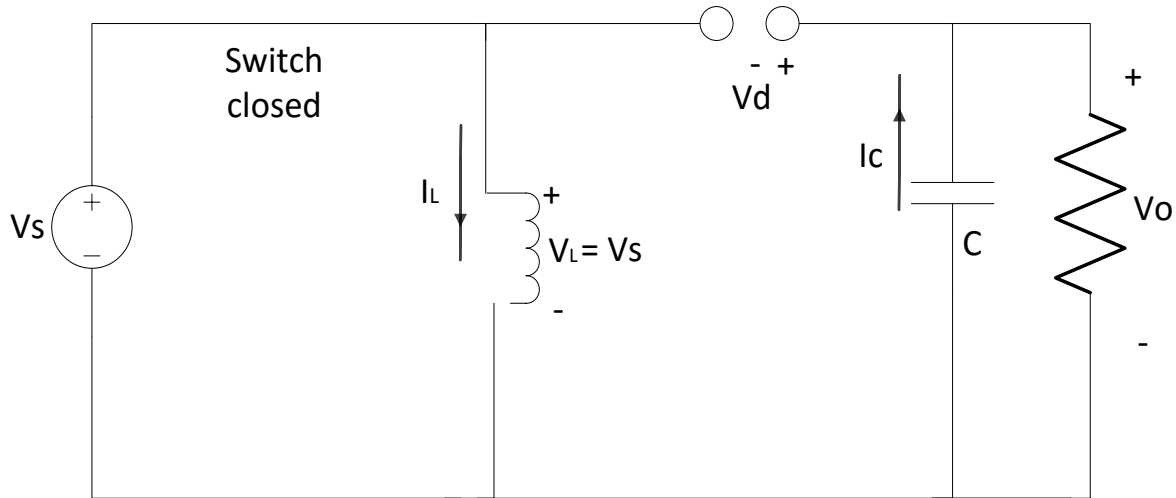 Switch
closed
- +
Vd
+
Vs
+
−
IL
+
VL = Vs
-
Ic
C
+
Vo
-